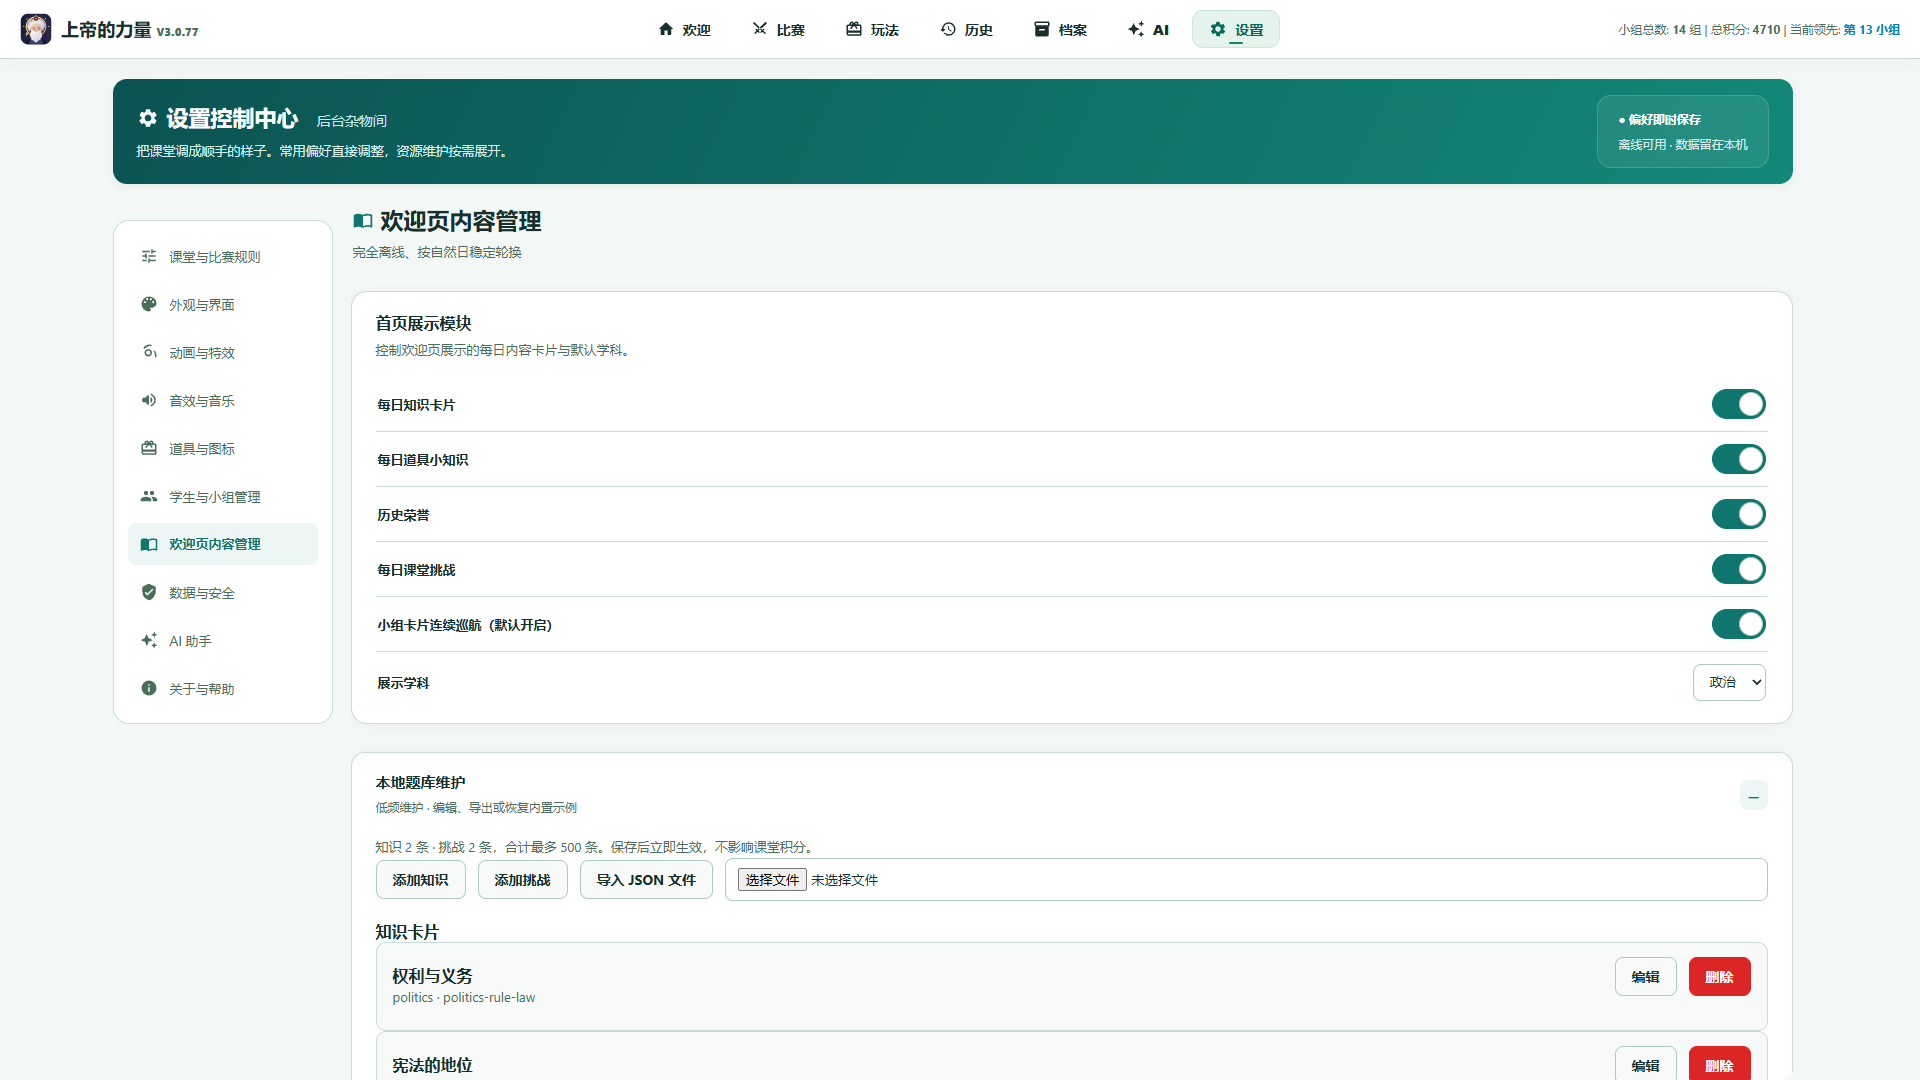 上帝的力量 V3.0.77
欢迎
比赛
玩法
历史
档案
AI
设置
小组总数: 14 组 | 总积分: 4710 | 当前领先: 第 13 小组
设置控制中心 后台杂物间
把课堂调成顺手的样子。常用偏好直接调整，资源维护按需展开。
● 偏好即时保存
离线可用 · 数据留在本机
课堂与比赛规则
外观与界面
动画与特效
音效与音乐
道具与图标
学生与小组管理
欢迎页内容管理
数据与安全
AI 助手
关于与帮助
欢迎页内容管理
完全离线、按自然日稳定轮换
首页展示模块
控制欢迎页展示的每日内容卡片与默认学科。
每日知识卡片
每日道具小知识
历史荣誉
每日课堂挑战
小组卡片连续巡航（默认开启）
展示学科
政治
本地题库维护
低频维护 · 编辑、导出或恢复内置示例
知识 2 条 · 挑战 2 条，合计最多 500 条。保存后立即生效，不影响课堂积分。
添加知识
添加挑战
导入 JSON 文件
选择文件 未选择文件
知识卡片
权利与义务
politics · politics-rule-law
编辑
删除
宪法的地位
编辑
删除